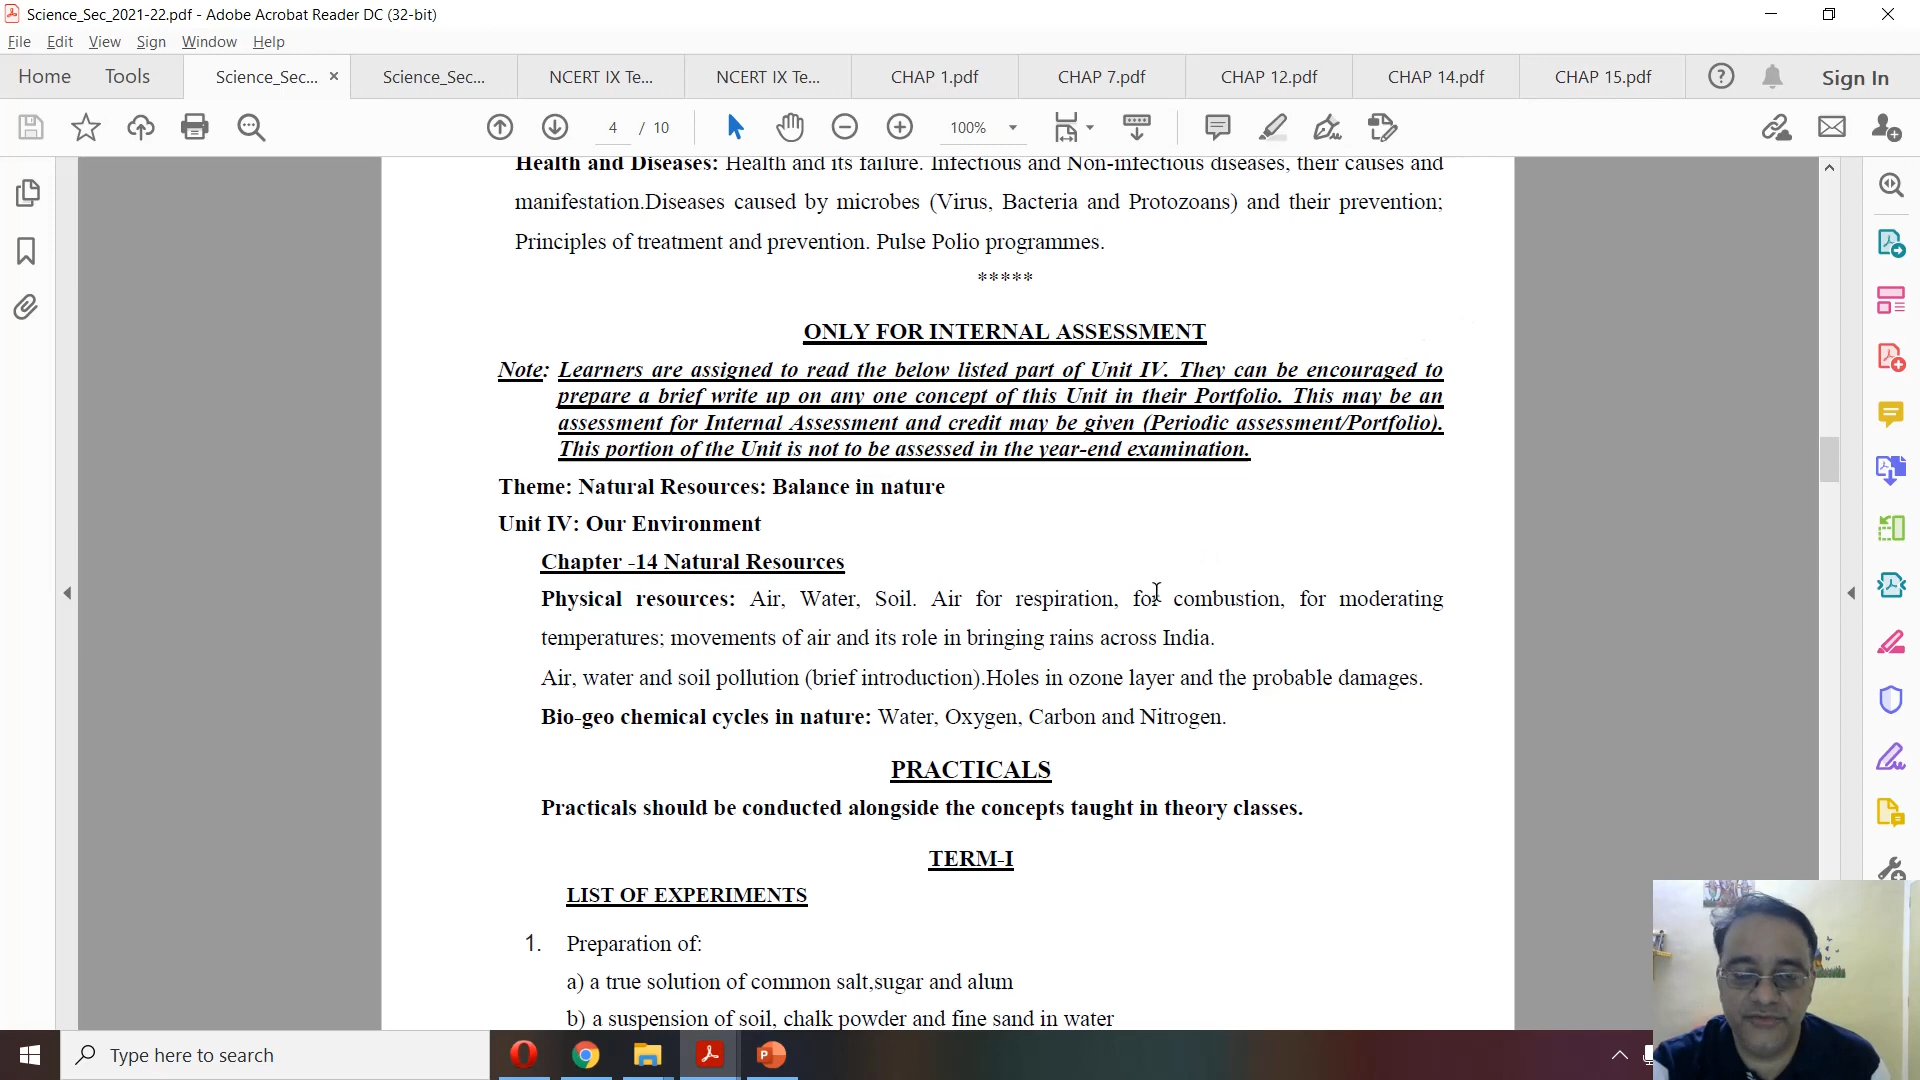 Science_Sec_2021-22.pdf - Adobe Acrobat Reader DC (32-bit)
File Edit View Sign Window Help
Home Tools Science_Sec... × Science_Sec... NCERT IX Te... NCERT IX Te... CHAP 1.pdf CHAP 7.pdf CHAP 12.pdf CHAP 14.pdf CHAP 15.pdf Sign In
4 / 10 100%
Health and Diseases: Health and its failure. Infectious and Non-infectious diseases, their causes and
manifestation.Diseases caused by microbes (Virus, Bacteria and Protozoans) and their prevention;
Principles of treatment and prevention. Pulse Polio programmes.
*****
ONLY FOR INTERNAL ASSESSMENT
Note: Learners are assigned to read the below listed part of Unit IV. They can be encouraged to
prepare a brief write up on any one concept of this Unit in their Portfolio. This may be an
assessment for Internal Assessment and credit may be given (Periodic assessment/Portfolio).
This portion of the Unit is not to be assessed in the year-end examination.
Theme: Natural Resources: Balance in nature
Unit IV: Our Environment
Chapter -14 Natural Resources
Physical resources: Air, Water, Soil. Air for respiration, for combustion, for moderating
temperatures; movements of air and its role in bringing rains across India.
Air, water and soil pollution (brief introduction).Holes in ozone layer and the probable damages.
Bio-geo chemical cycles in nature: Water, Oxygen, Carbon and Nitrogen.
PRACTICALS
Practicals should be conducted alongside the concepts taught in theory classes.
TERM-I
LIST OF EXPERIMENTS
1. Preparation of:
a) a true solution of common salt,sugar and alum
b) a suspension of soil, chalk powder and fine sand in water
Type here to search